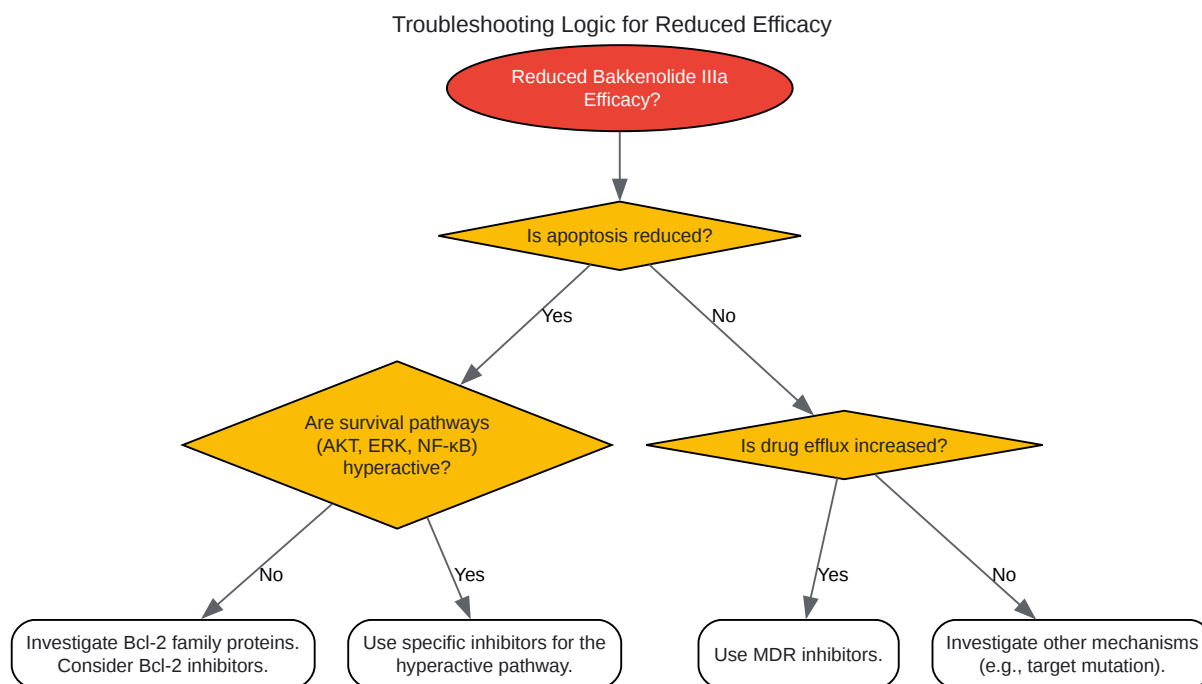 Troubleshooting Logic for Reduced Efficacy
Reduced Bakkenolide IIIa
Efficacy?
Is apoptosis reduced?
Yes
No
Are survival pathways
(AKT, ERK, NF-κB)
hyperactive?
Is drug efflux increased?
No
Yes
Yes
No
Investigate Bcl-2 family proteins.
Consider Bcl-2 inhibitors.
Use specific inhibitors for the
hyperactive pathway.
Use MDR inhibitors.
Investigate other mechanisms
(e.g., target mutation).